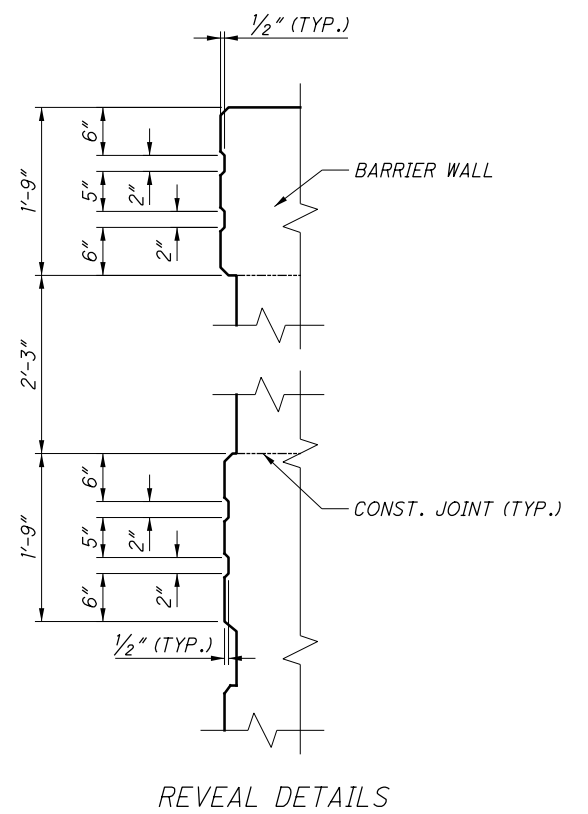 ½" (TYP.)
6"
BARRIER WALL
1'-9"
5"
2"
6"
2"
2'-3"
6"
CONST. JOINT (TYP.)
1'-9"
5"
2"
6"
2"
½" (TYP.)
REVEAL DETAILS